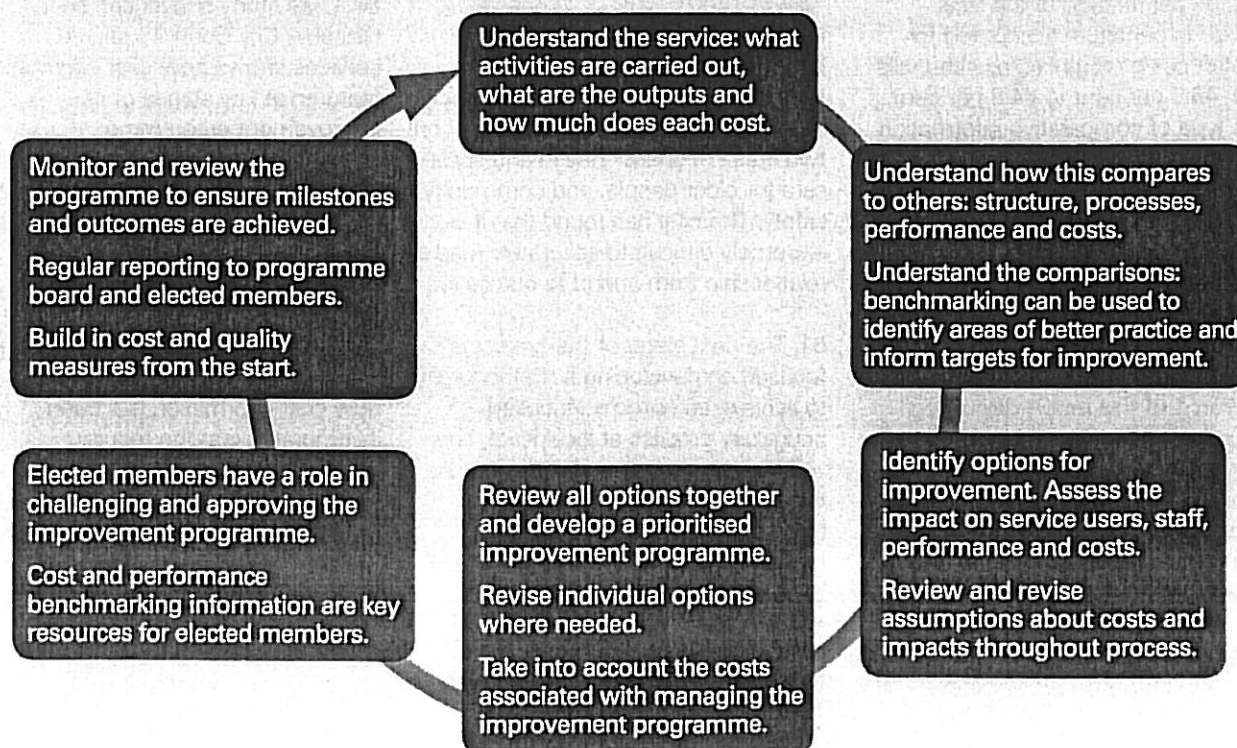 Understand the service: what
activities are carried out,
what are the outputs and
how much does each cost.
Understand how this compares
to others: structure, processes,
performance and costs.
Understand the comparisons:
benchmarking can be used to
identify areas of better practice and
inform targets for improvement.
Identify options for
improvement. Assess the
impact on service users, staff,
performance and costs.
Review and revise
assumptions about costs and
impacts throughout process.
Review all options together
and develop a prioritised
improvement programme.
Revise individual options
where needed.
Take into account the costs
associated with managing the
improvement programme.
Elected members have a role in
challenging and approving the
improvement programme.
Cost and performance
benchmarking information are key
resources for elected members.
Monitor and review the
programme to ensure milestones
and outcomes are achieved.
Regular reporting to programme
board and elected members.
Build in cost and quality
measures from the start.